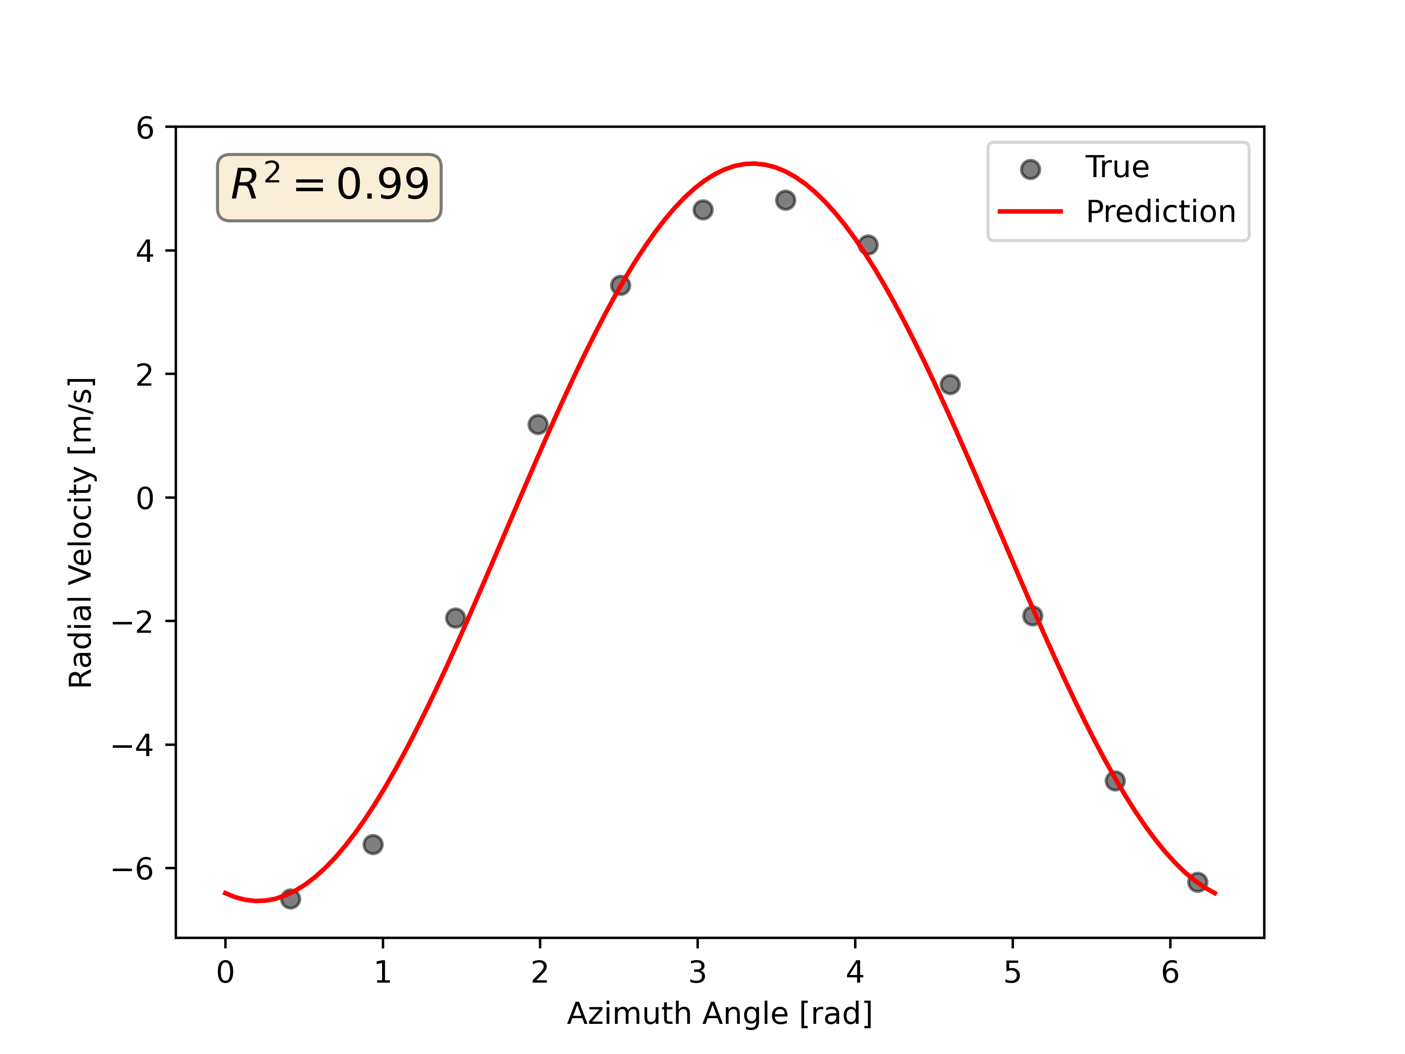 R² = 0.99
True
Prediction
6
4
2
0
−2
−4
−6
Radial Velocity [m/s]
0 1 2 3 4 5 6
Azimuth Angle [rad]